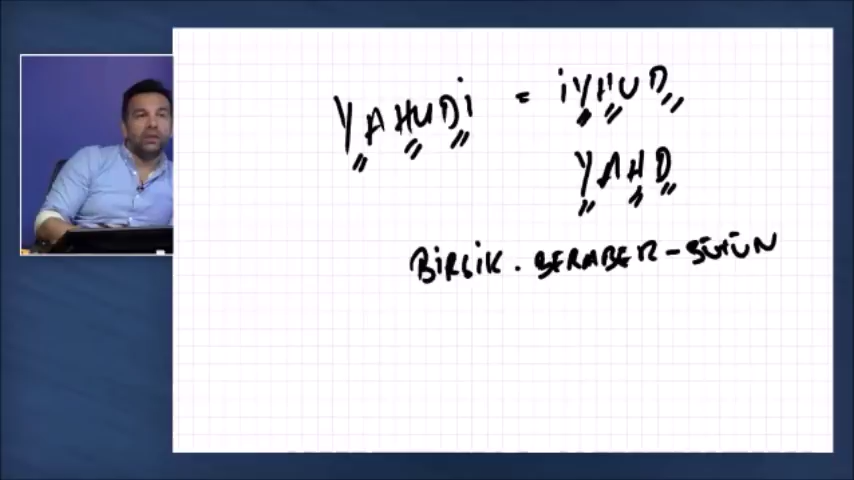 YAHUDİ = İYHUD
YAHD
BİRLİK. BERABER - BÜTÜN